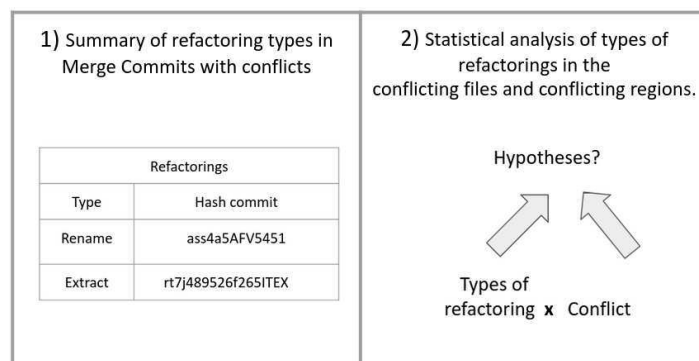 1) Summary of refactoring types in
Merge Commits with conflicts
Refactorings
Type Hash commit
Rename ass4a5AFV5451
Extract rt7j489526f265ITEX
2) Statistical analysis of types of
refactorings in the
conflicting files and conflicting regions.
Hypotheses?
Types of
refactoring x Conflict